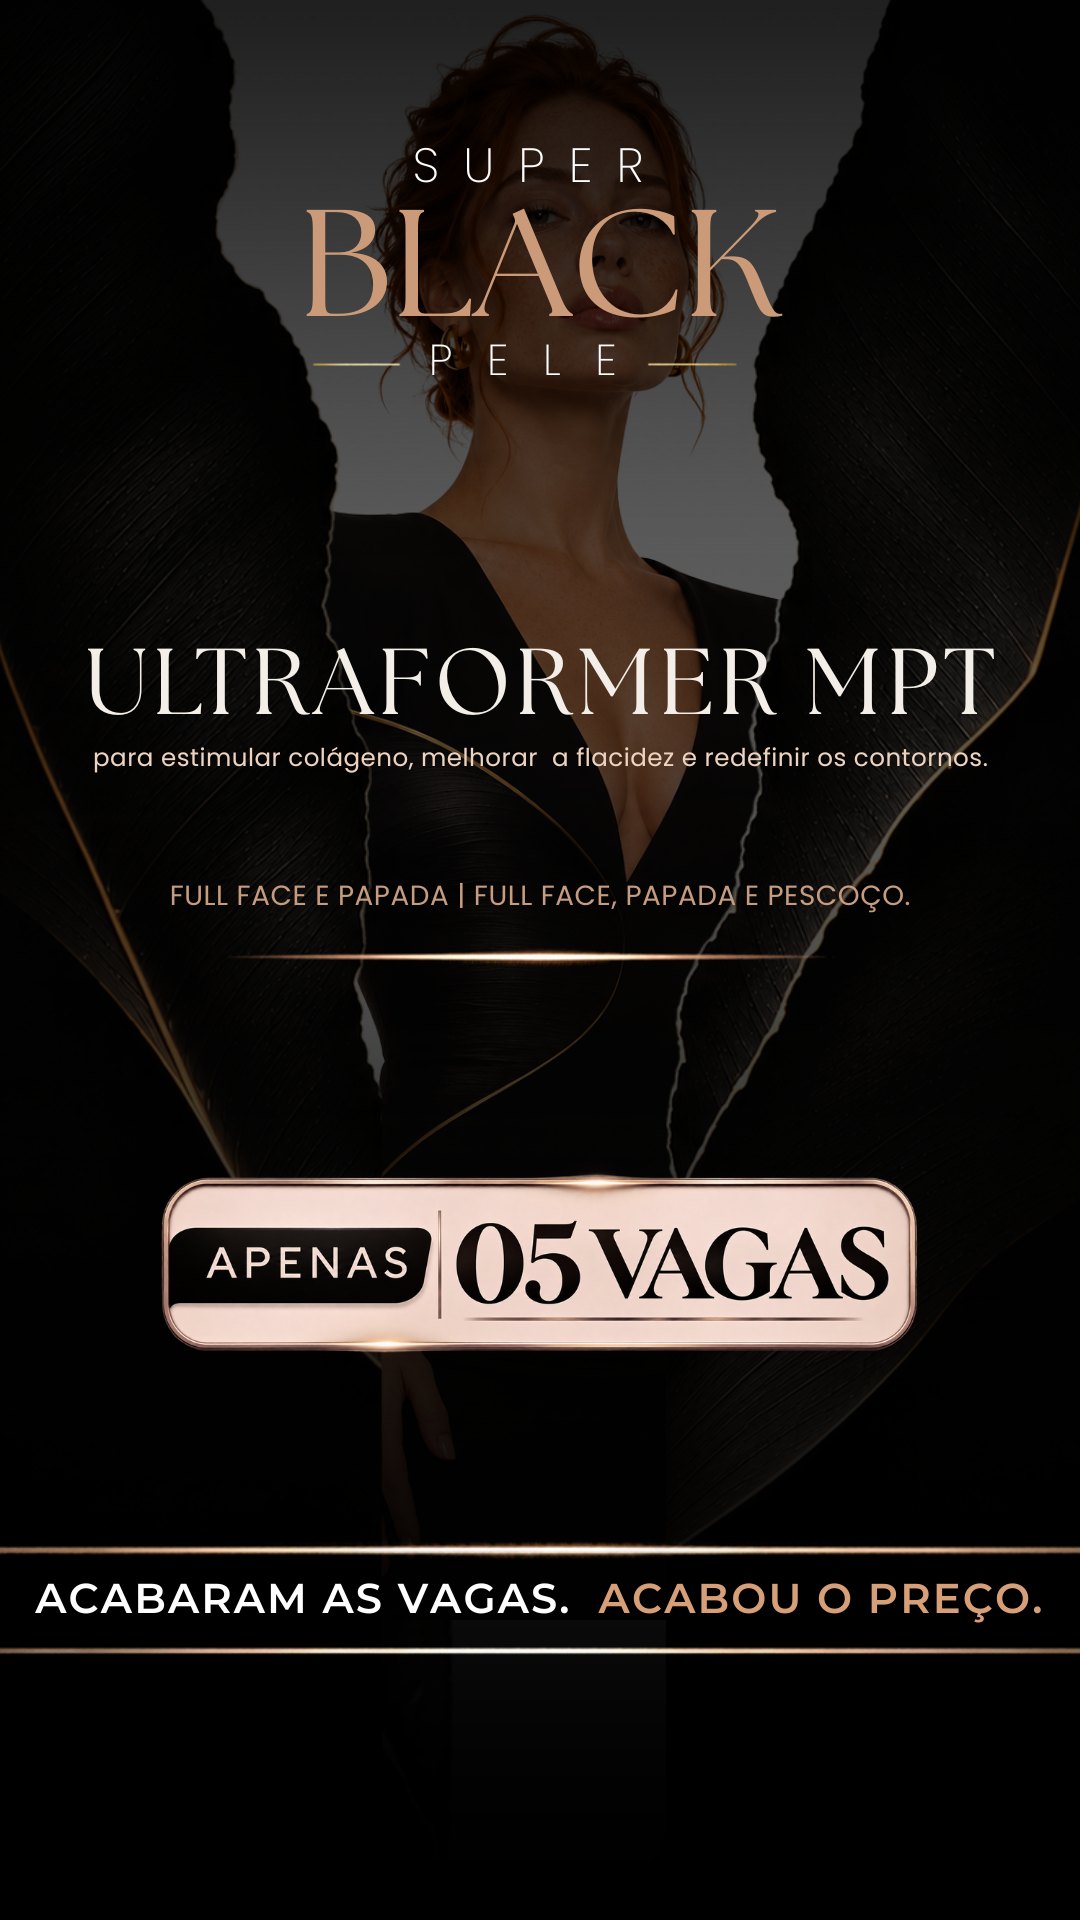 SUPER
BLACK
PELE
ULTRAFORMER MPT
para estimular colágeno, melhorar  a flacidez e redefinir os contornos.
FULL FACE E PAPADA | FULL FACE, PAPADA E PESCOÇO.
APENAS 05 VAGAS
ACABARAM AS VAGAS.  ACABOU O PREÇO.